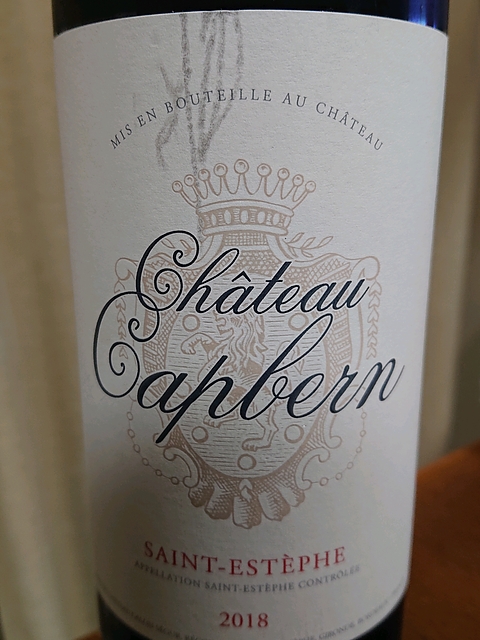 MIS EN BOUTEILLE AU CHÂTEAU
Château
Capbern
SAINT-ESTÈPHE
APPELLATION SAINT-ESTÈPHE CONTRÔLÉE
2018